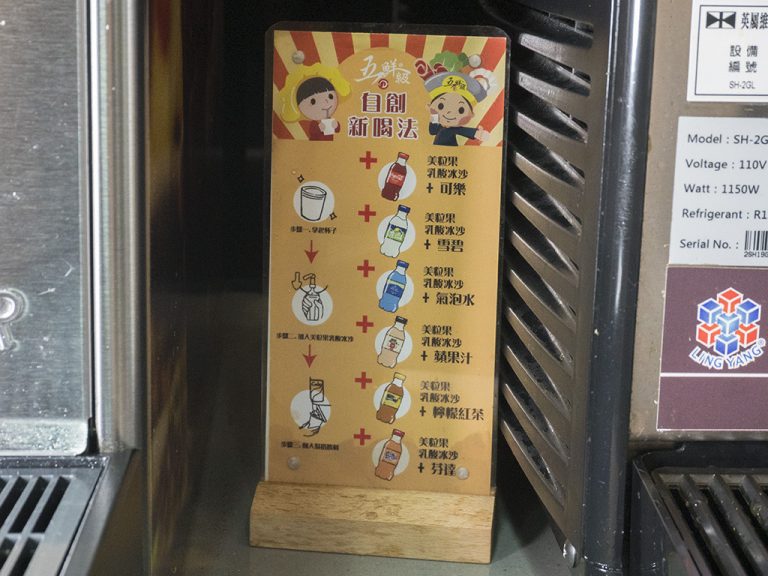 五鮮級
の
自創
新喝法
美粒果
乳酸冰沙
+ 可樂
步驟一. 拿起杯子
美粒果
乳酸冰沙
+ 雪碧
美粒果
乳酸冰沙
+ 氣泡水
步驟二. 加入美粒果乳酸冰沙
美粒果
乳酸冰沙
+ 蘋果汁
美粒果
乳酸冰沙
+ 檸檬紅茶
美粒果
乳酸冰沙
+ 芬達
設備
編號
SH-2GL
Model : SH-2G
Voltage : 110V
Watt : 1150W
Refrigerant : R1
Serial No. :
LING YANG